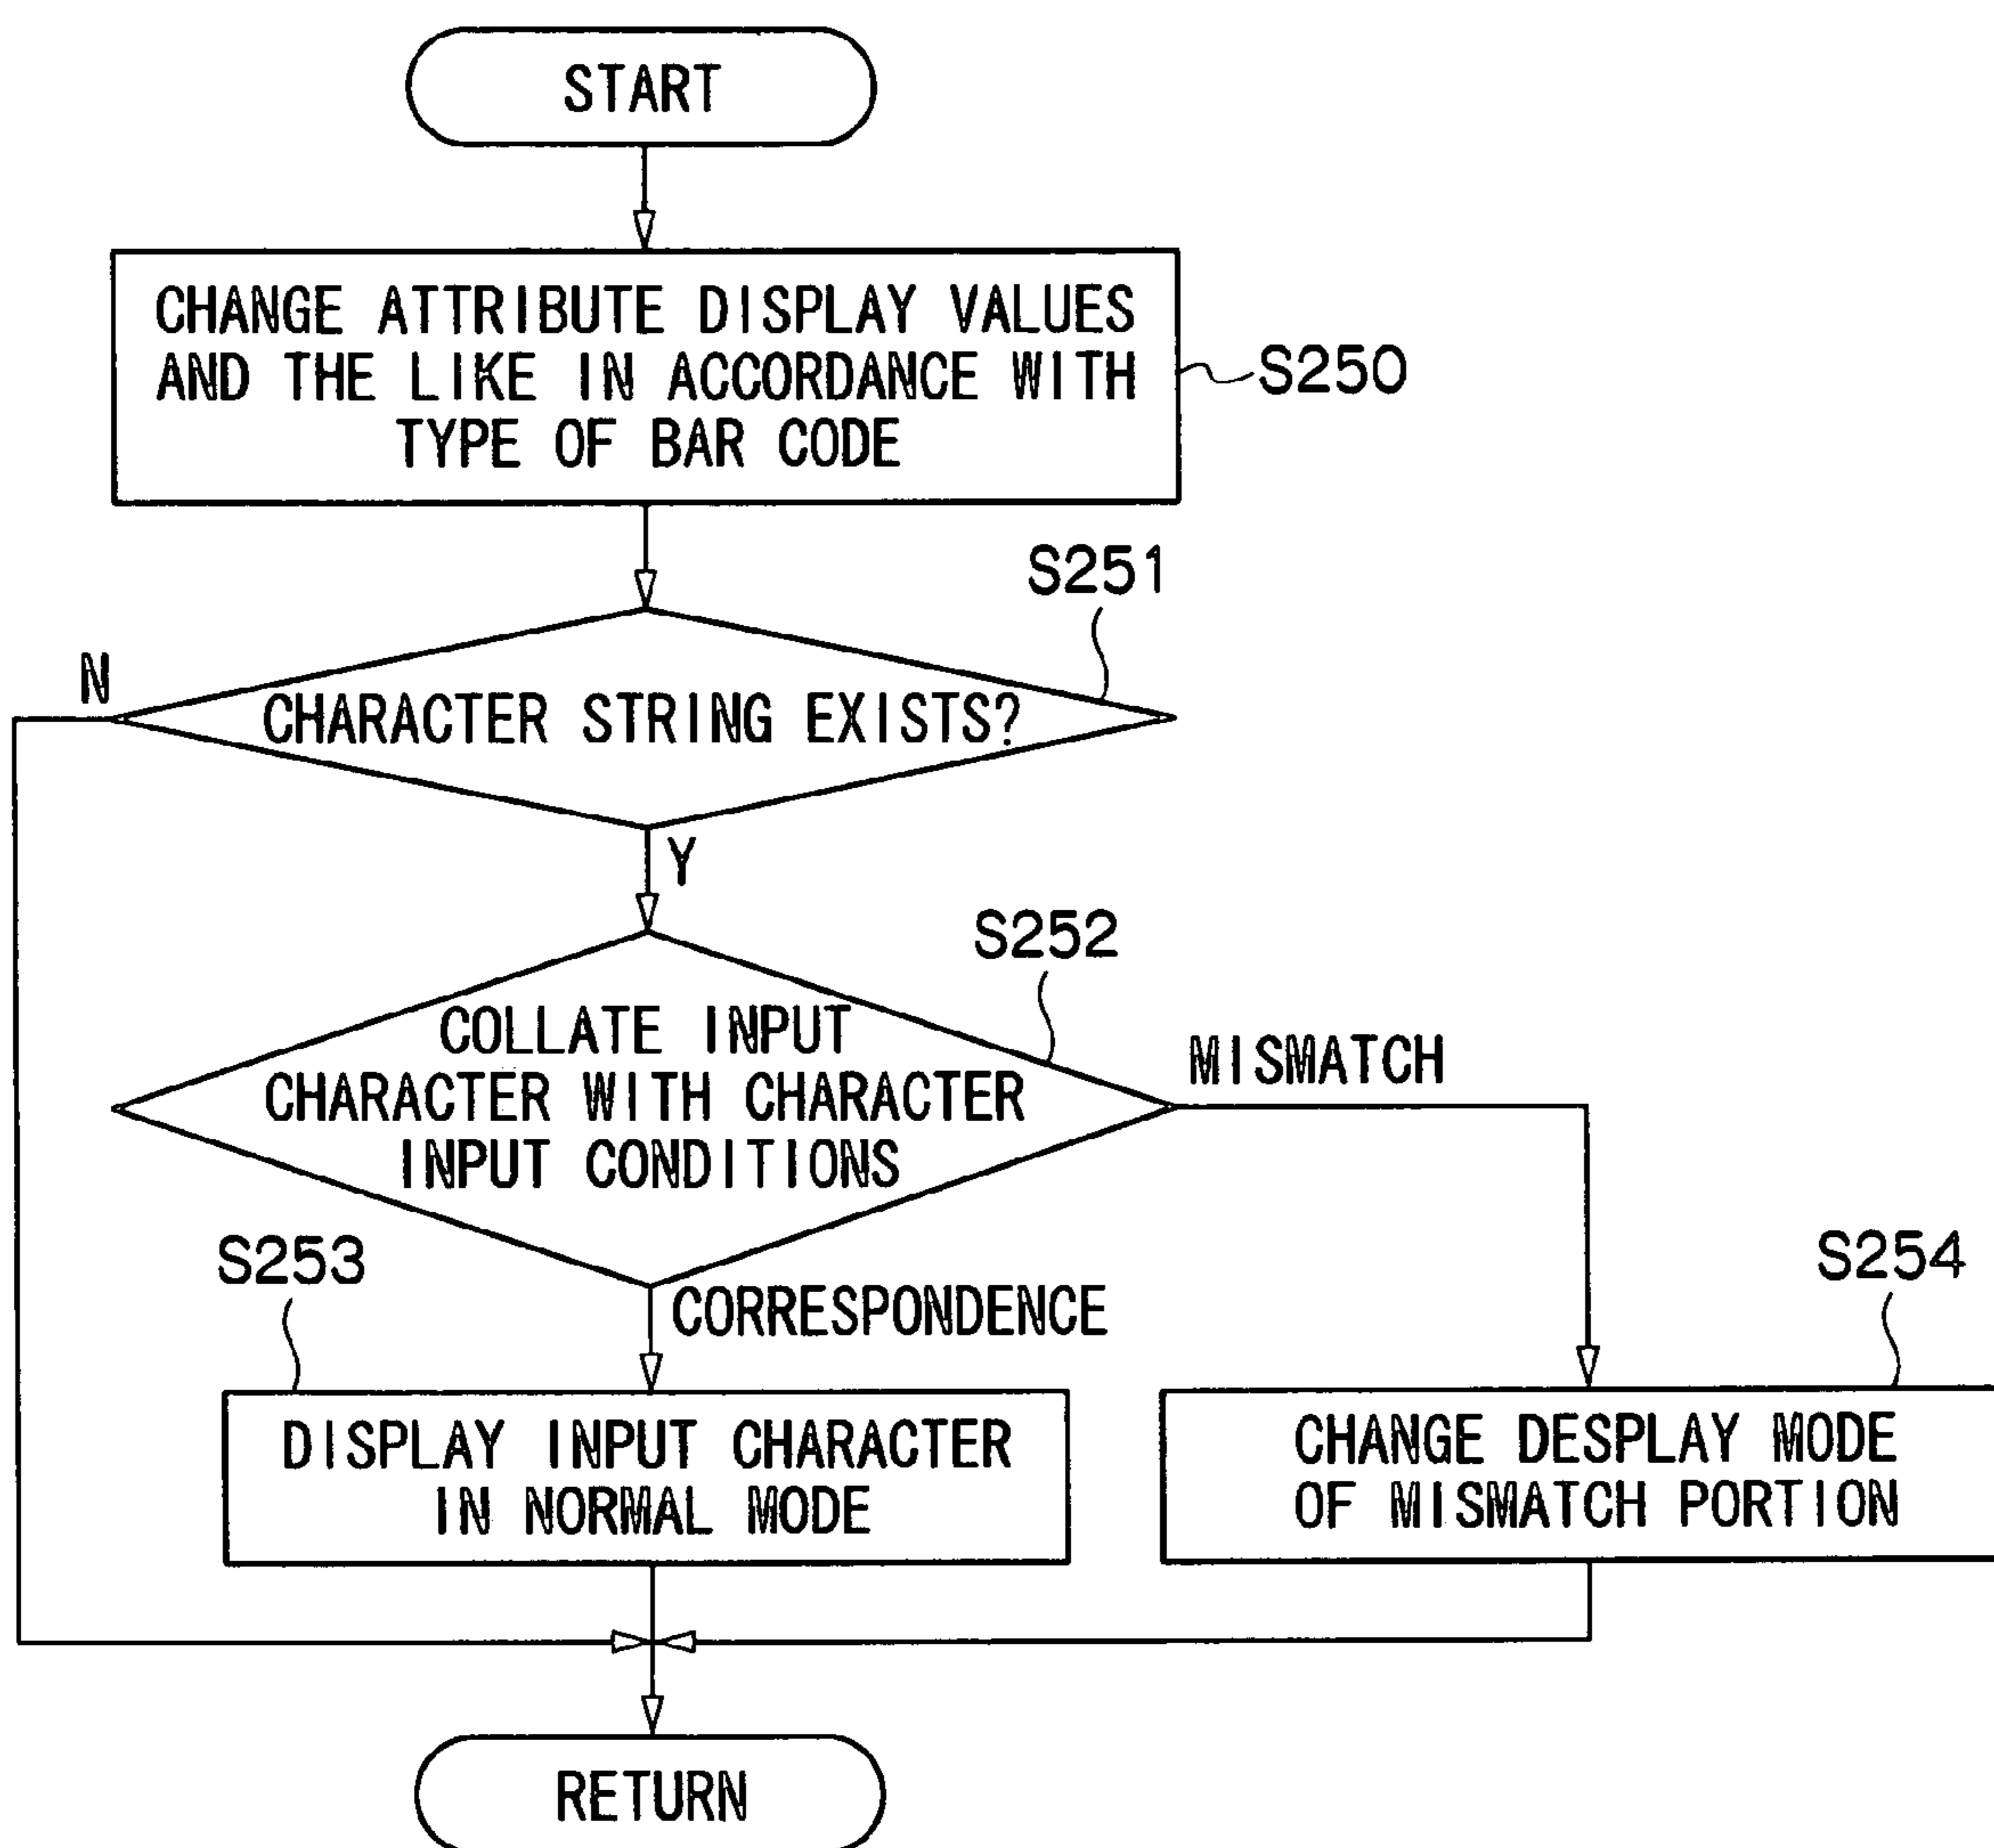 START
CHANGE ATTRIBUTE DISPLAY VALUES
AND THE LIKE IN ACCORDANCE WITH
TYPE OF BAR CODE
S250
S251
N
CHARACTER STRING EXISTS?
Y
S252
COLLATE INPUT
CHARACTER WITH CHARACTER
INPUT CONDITIONS
MISMATCH
S253
CORRESPONDENCE
S254
DISPLAY INPUT CHARACTER
IN NORMAL MODE
CHANGE DESPLAY MODE
OF MISMATCH PORTION
RETURN